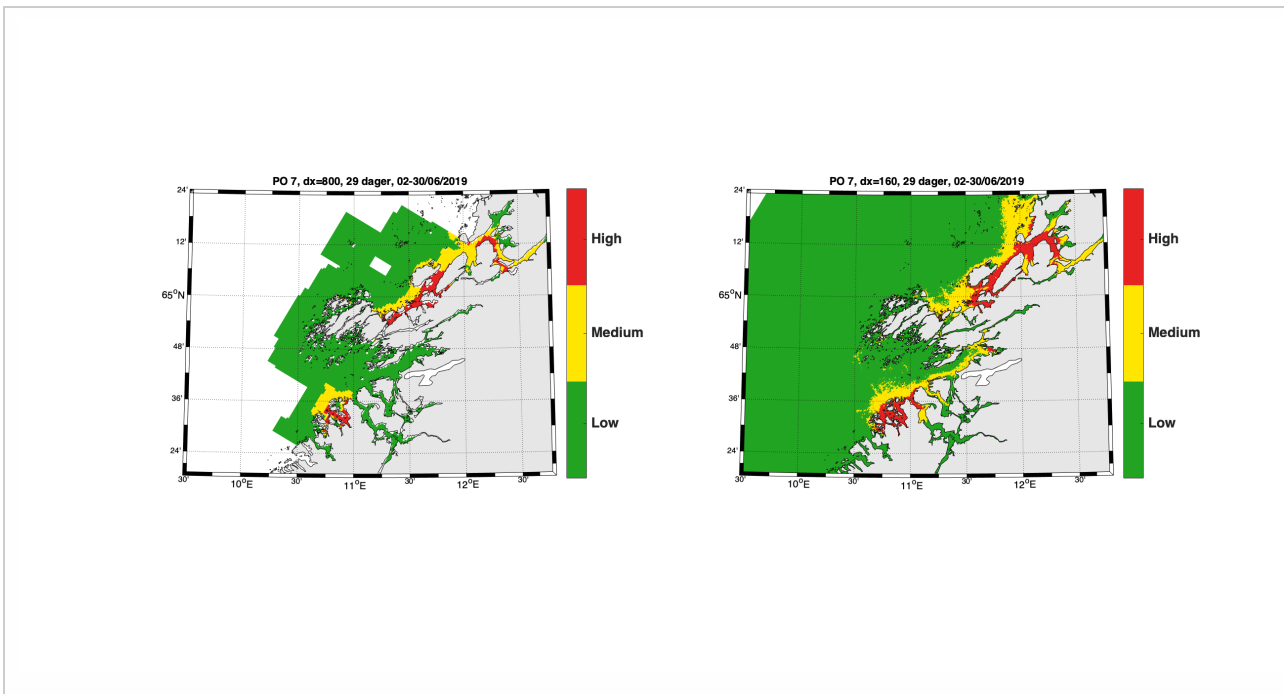 PO 7, dx=800, 29 dager, 02-30/06/2019
24'
12'
65°N
48'
36'
24'
30' 10°E 30' 11°E 30' 12°E 30'
High
Medium
Low
PO 7, dx=160, 29 dager, 02-30/06/2019
24'
12'
65°N
48'
36'
24'
30' 10°E 30' 11°E 30' 12°E 30'
High
Medium
Low